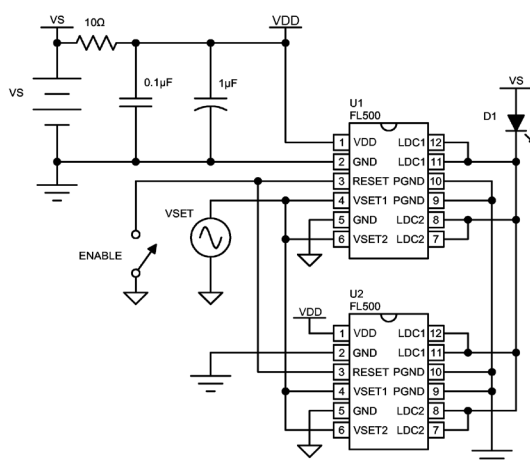 VS
10Ω
VDD
VS
0.1µF
1µF
VS
D1
U1
FL500
1 VDD LDC1 12
2 GND LDC1 11
3 RESET PGND 10
4 VSET1 PGND 9
5 GND LDC2 8
6 VSET2 LDC2 7
VSET
ENABLE
U2
FL500
VDD
1 VDD LDC1 12
2 GND LDC1 11
3 RESET PGND 10
4 VSET1 PGND 9
5 GND LDC2 8
6 VSET2 LDC2 7